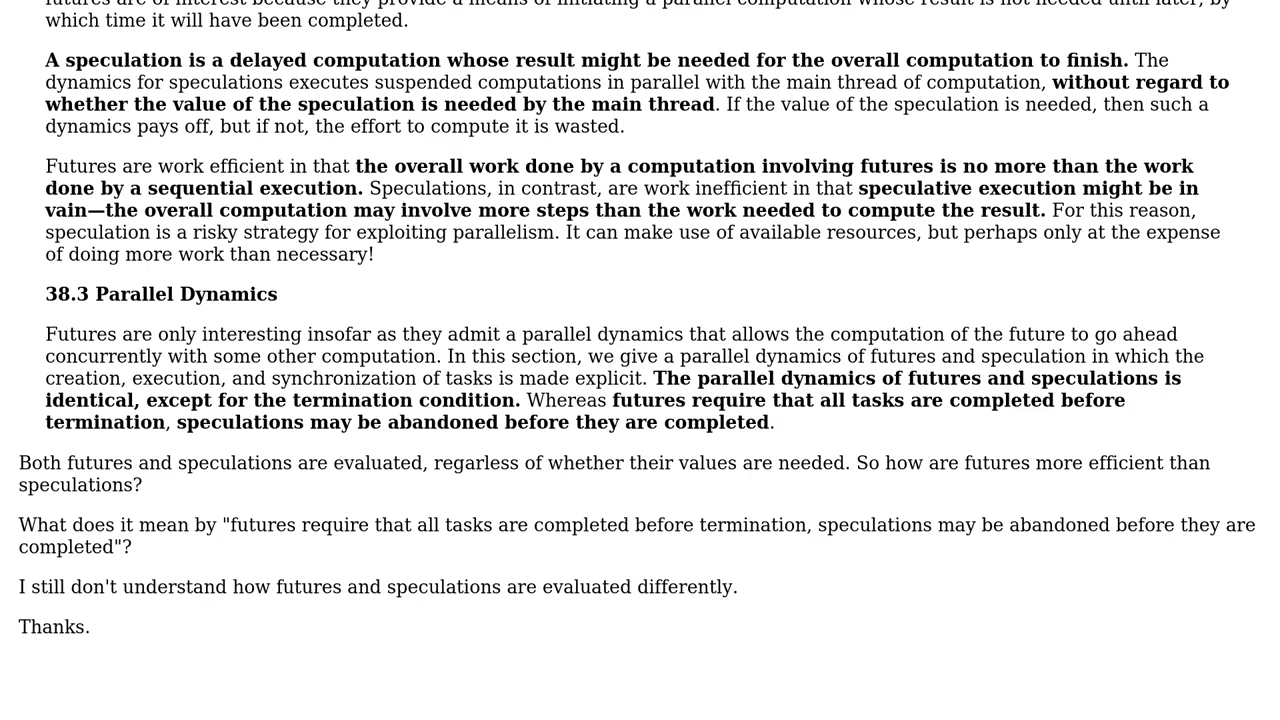 futures are of interest because they provide a means of initiating a parallel computation whose result is not needed until later, by
which time it will have been completed.
A speculation is a delayed computation whose result might be needed for the overall computation to finish. The
dynamics for speculations executes suspended computations in parallel with the main thread of computation, without regard to
whether the value of the speculation is needed by the main thread. If the value of the speculation is needed, then such a
dynamics pays off, but if not, the effort to compute it is wasted.
Futures are work efficient in that the overall work done by a computation involving futures is no more than the work
done by a sequential execution. Speculations, in contrast, are work inefficient in that speculative execution might be in
vain—the overall computation may involve more steps than the work needed to compute the result. For this reason,
speculation is a risky strategy for exploiting parallelism. It can make use of available resources, but perhaps only at the expense
of doing more work than necessary!
38.3 Parallel Dynamics
Futures are only interesting insofar as they admit a parallel dynamics that allows the computation of the future to go ahead
concurrently with some other computation. In this section, we give a parallel dynamics of futures and speculation in which the
creation, execution, and synchronization of tasks is made explicit. The parallel dynamics of futures and speculations is
identical, except for the termination condition. Whereas futures require that all tasks are completed before
termination, speculations may be abandoned before they are completed.
Both futures and speculations are evaluated, regarless of whether their values are needed. So how are futures more efficient than
speculations?
What does it mean by "futures require that all tasks are completed before termination, speculations may be abandoned before they are
completed"?
I still don't understand how futures and speculations are evaluated differently.
Thanks.